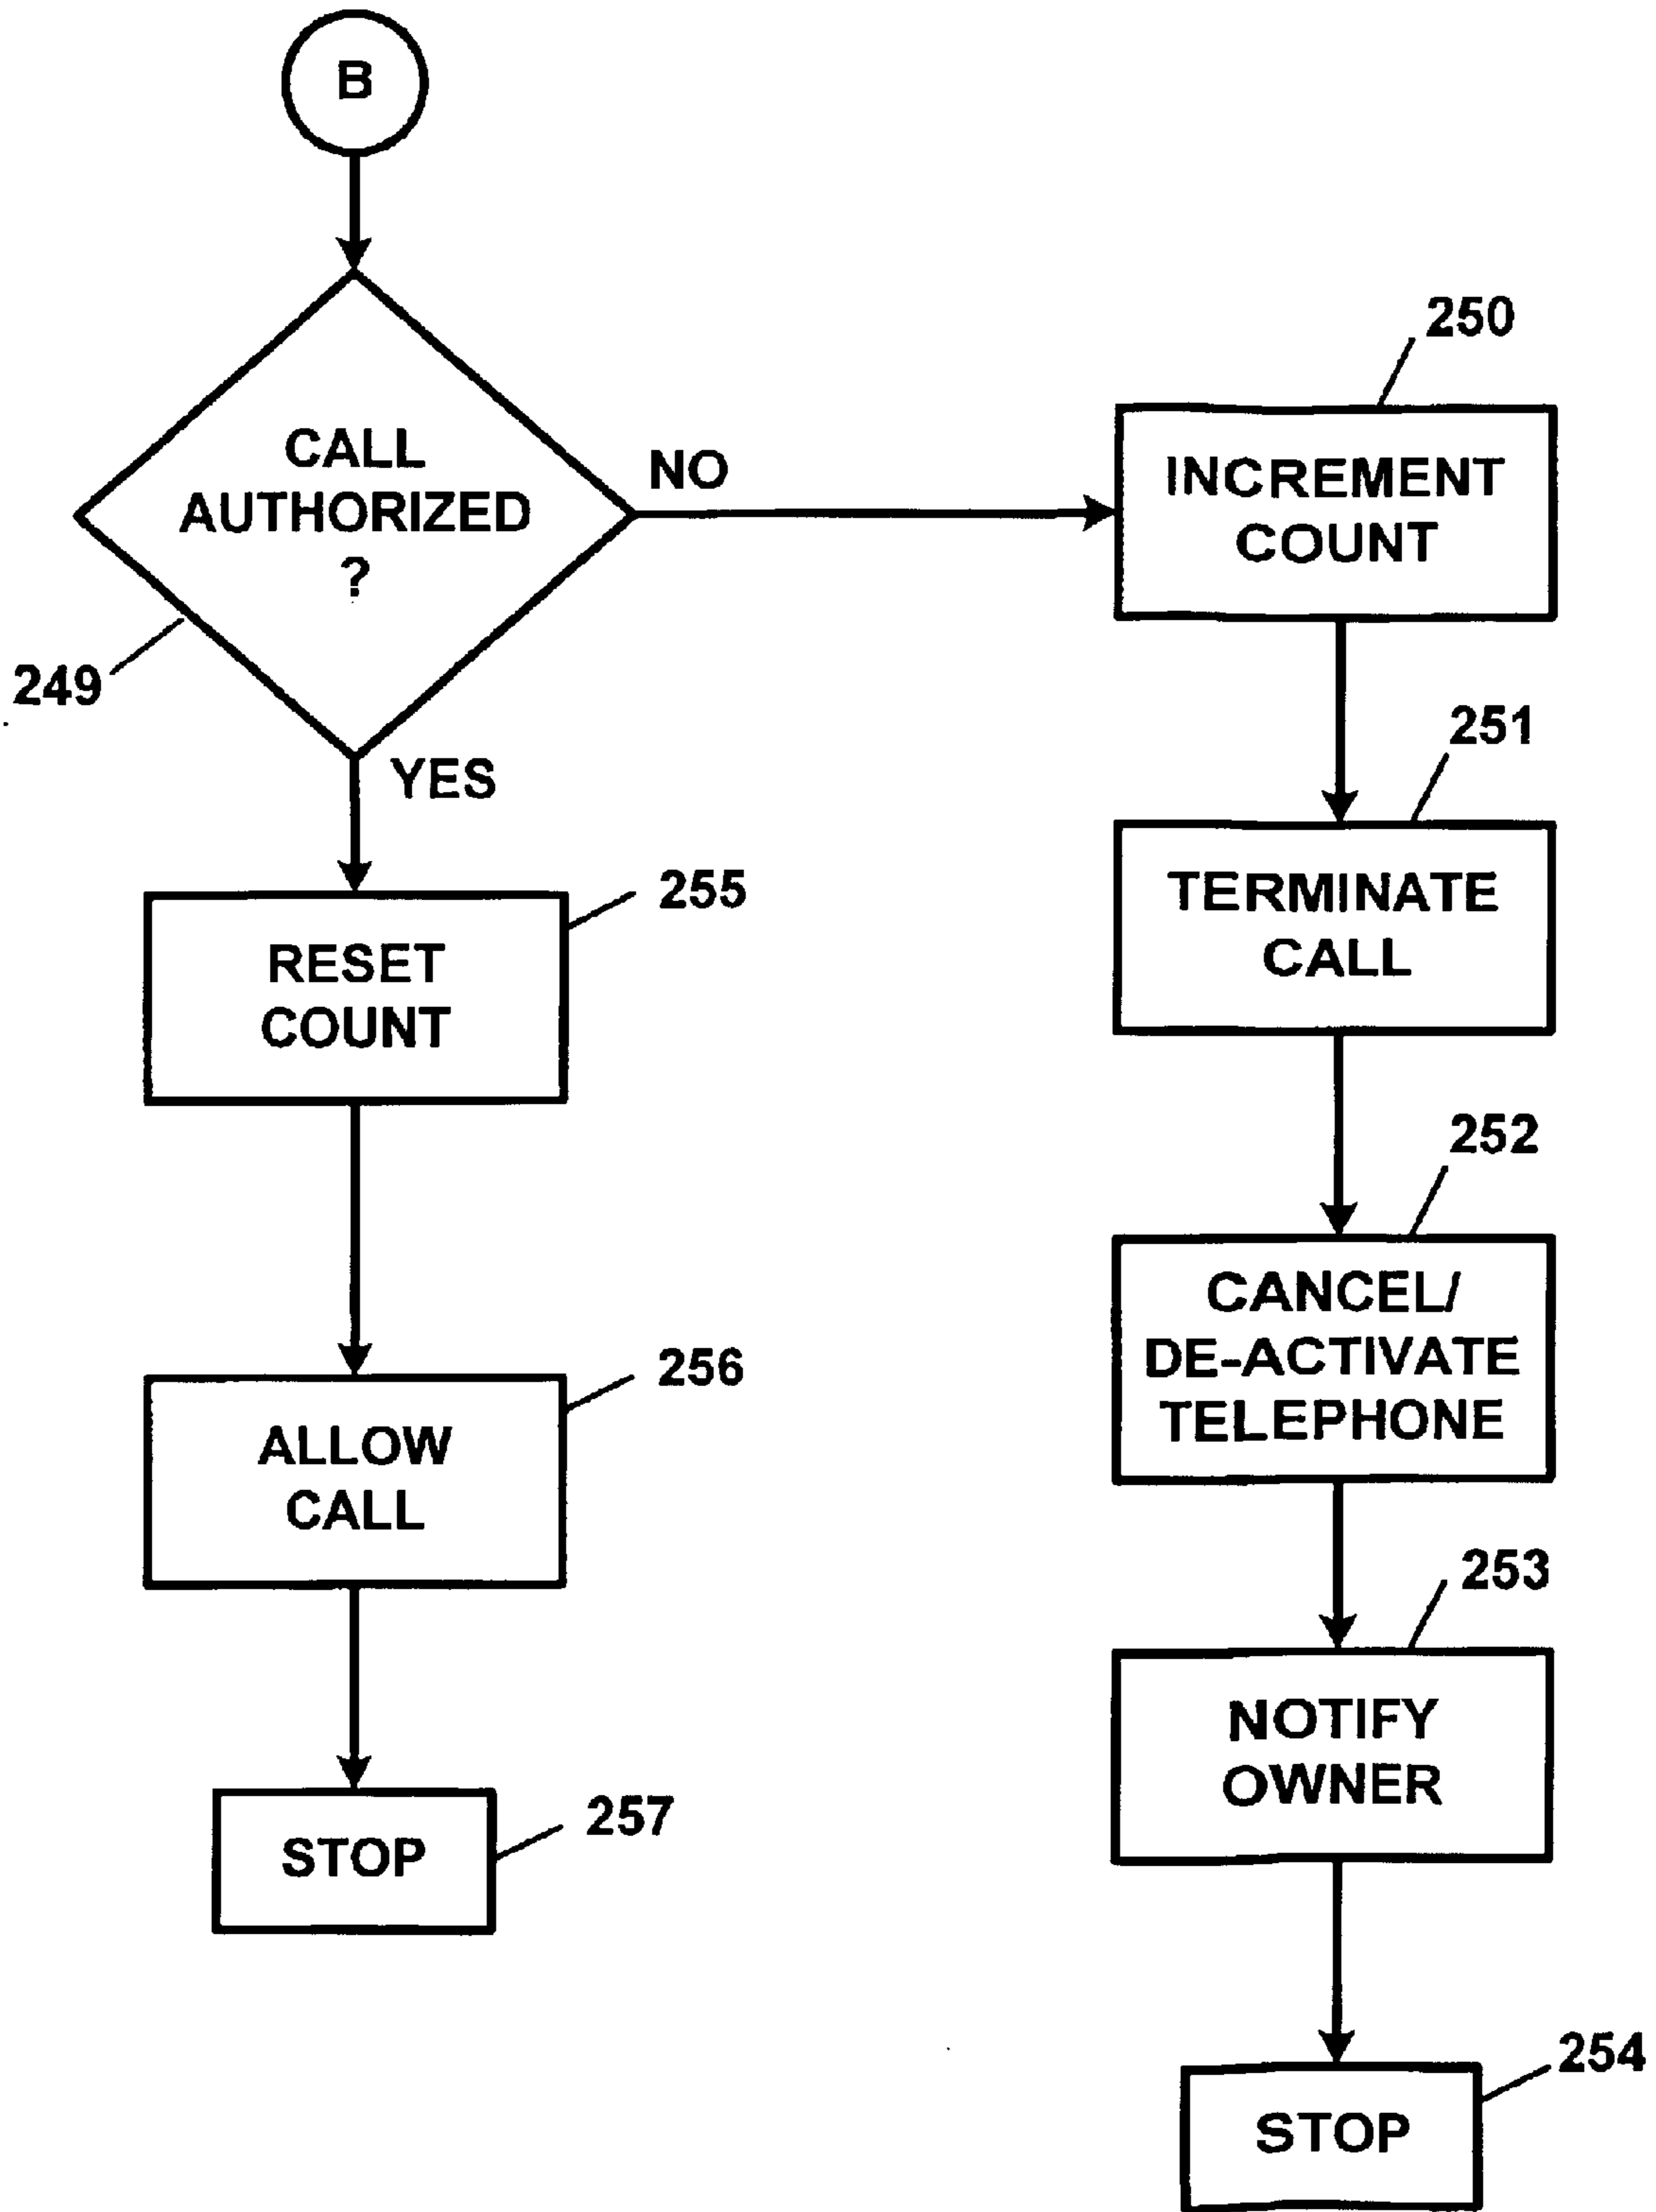 B
CALL
AUTHORIZED
?
249
NO
YES
250
INCREMENT
COUNT
251
TERMINATE
CALL
252
CANCEL/
DE-ACTIVATE
TELEPHONE
253
NOTIFY
OWNER
254
STOP
255
RESET
COUNT
256
ALLOW
CALL
257
STOP